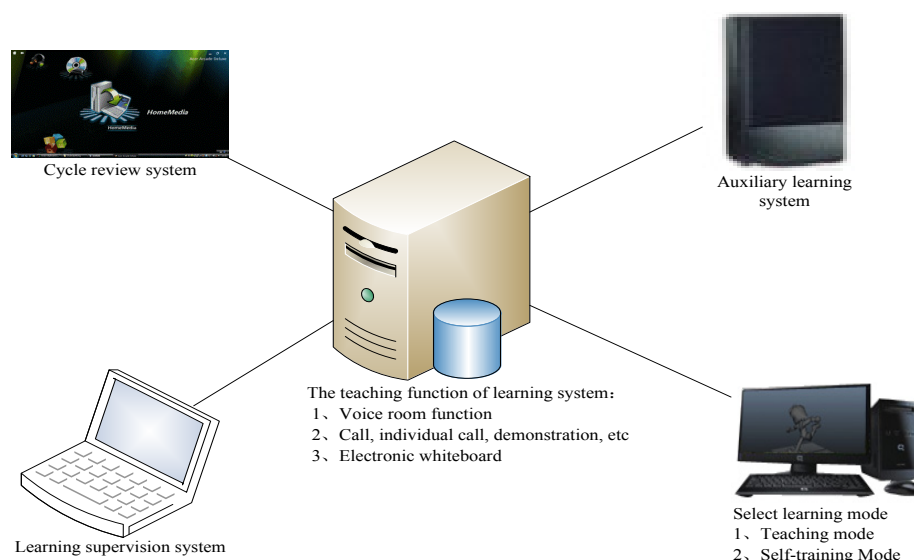 HomeMedia
HomeMedia
Cycle review system
Auxiliary learning
system
The teaching function of learning system：
1、Voice room function
2、Call, individual call, demonstration, etc
3、Electronic whiteboard
Learning supervision system
Select learning mode
1、Teaching mode
2、Self-training Mode